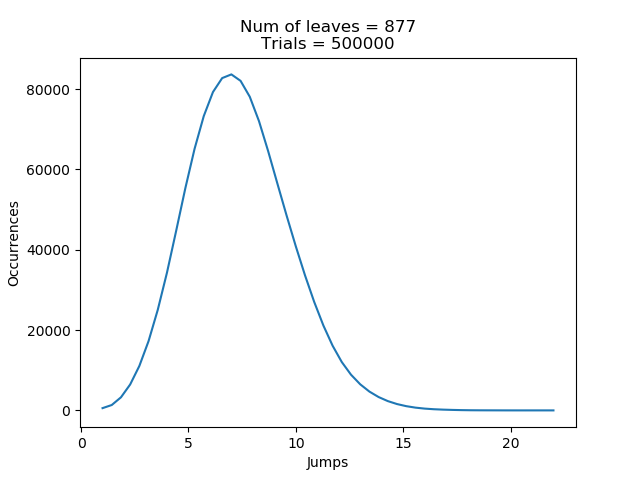 Num of leaves = 877
Trials = 500000
Occurrences
80000
60000
40000
20000
0
0 5 10 15 20
Jumps